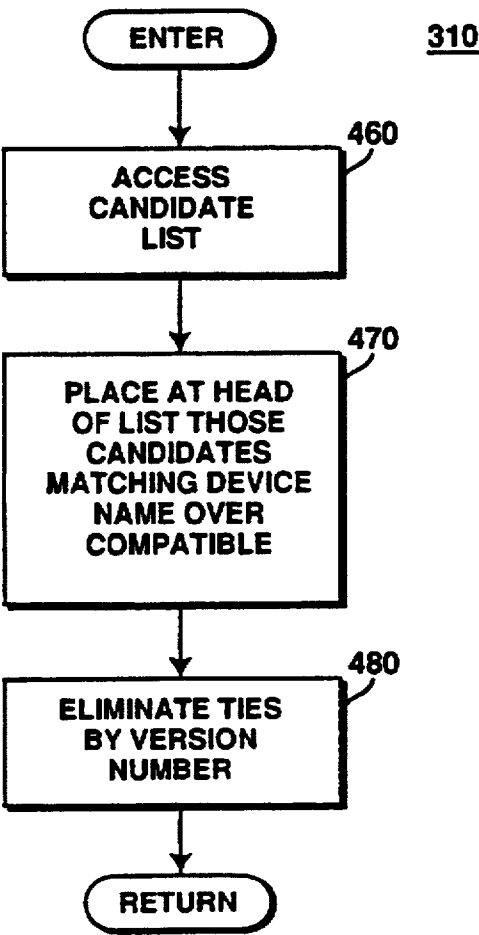 ENTER
310
460
ACCESS
CANDIDATE
LIST
470
PLACE AT HEAD
OF LIST THOSE
CANDIDATES
MATCHING DEVICE
NAME OVER
COMPATIBLE
480
ELIMINATE TIES
BY VERSION
NUMBER
RETURN